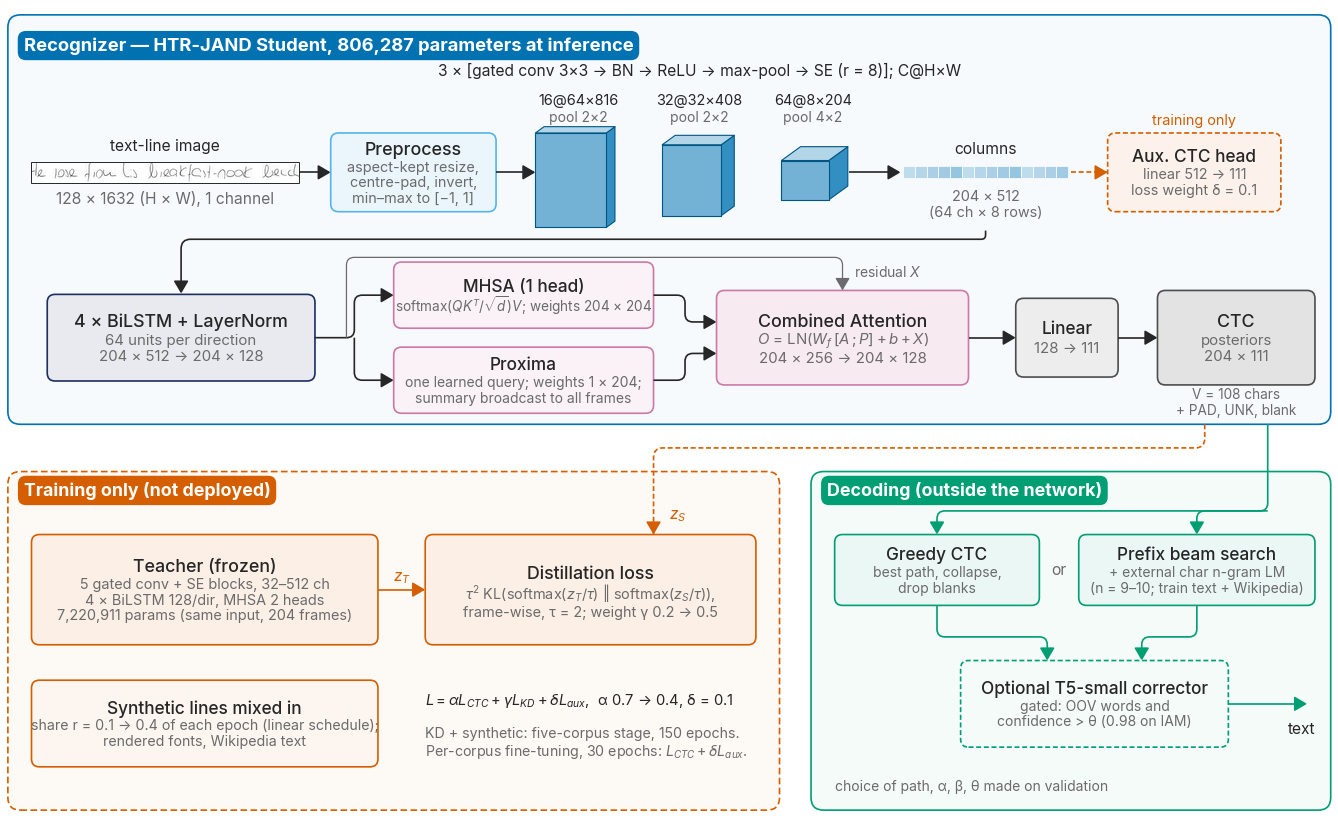 Recognizer — HTR-JAND Student, 806,287 parameters at inference
3 × [gated conv 3×3 → BN → ReLU → max-pool → SE (r = 8)]; C@H×W
16@64×816
pool 2×2
32@32×408
pool 2×2
64@8×204
pool 4×2
text-line image
128 × 1632 (H × W), 1 channel
Preprocess
aspect-kept resize,
centre-pad, invert,
min–max to [−1, 1]
columns
204 × 512
(64 ch × 8 rows)
training only
Aux. CTC head
linear 512 → 111
loss weight δ = 0.1
4 × BiLSTM + LayerNorm
64 units per direction
204 × 512 → 204 × 128
MHSA (1 head)
softmax(QKᵀ/√d)V; weights 204 × 204
Proxima
one learned query; weights 1 × 204;
summary broadcast to all frames
residual X
Combined Attention
O = LN(W_f [A ; P] + b + X)
204 × 256 → 204 × 128
Linear
128 → 111
CTC
posteriors
204 × 111
V = 108 chars
+ PAD, UNK, blank
Training only (not deployed)
Teacher (frozen)
5 gated conv + SE blocks, 32–512 ch
4 × BiLSTM 128/dir, MHSA 2 heads
7,220,911 params (same input, 204 frames)
z_T
z_S
Distillation loss
τ² KL(softmax(z_T/τ) ‖ softmax(z_S/τ)),
frame-wise, τ = 2; weight γ 0.2 → 0.5
Synthetic lines mixed in
share r = 0.1 → 0.4 of each epoch (linear schedule);
rendered fonts, Wikipedia text
L = αL_CTC + γL_KD + δL_aux, α 0.7 → 0.4, δ = 0.1
KD + synthetic: five-corpus stage, 150 epochs.
Per-corpus fine-tuning, 30 epochs: L_CTC + δL_aux.
Decoding (outside the network)
Greedy CTC
best path, collapse,
drop blanks
or
Prefix beam search
+ external char n-gram LM
(n = 9–10; train text + Wikipedia)
Optional T5-small corrector
gated: OOV words and
confidence > θ (0.98 on IAM)
text
choice of path, α, β, θ made on validation